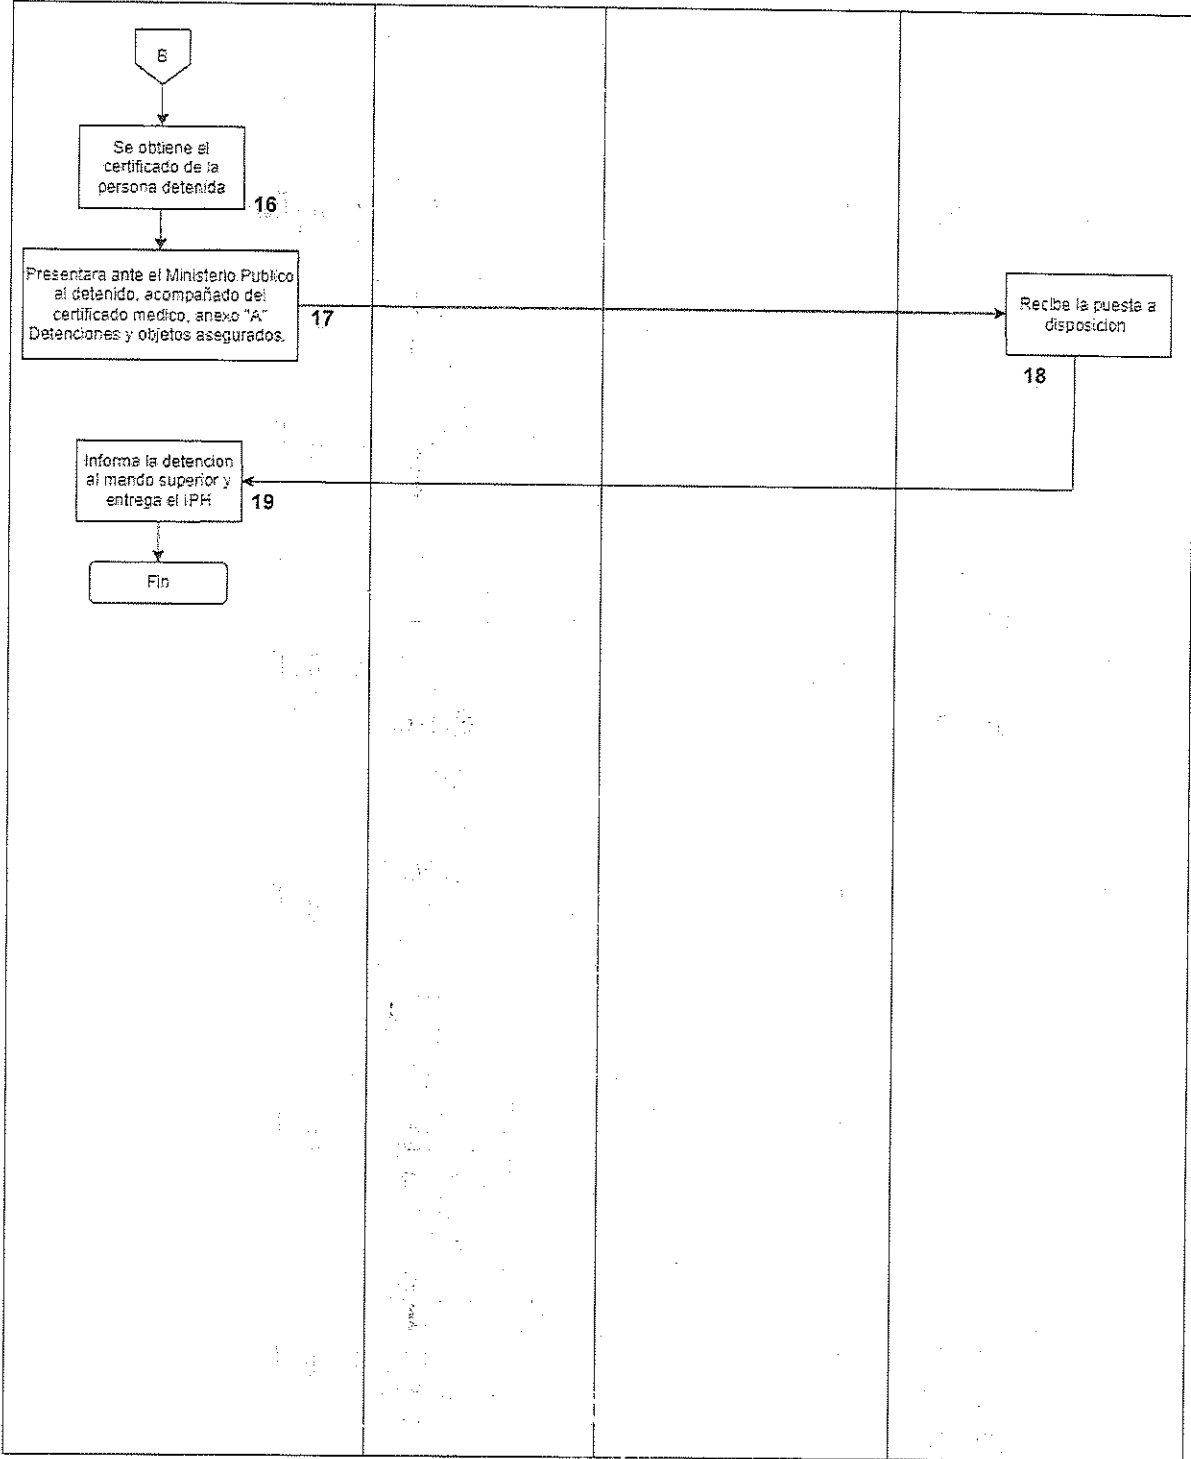 B
Se obtiene el
certificado de la
persona detenida
16
Presentara ante el Ministerio Publico
al detenido, acompañado del
certificado medico, anexo "A"
Detenciones y objetos asegurados.
17
Recibe la puesta a
disposicion
18
Informa la detencion
al mando superior y
entrega el IPH
19
Fin